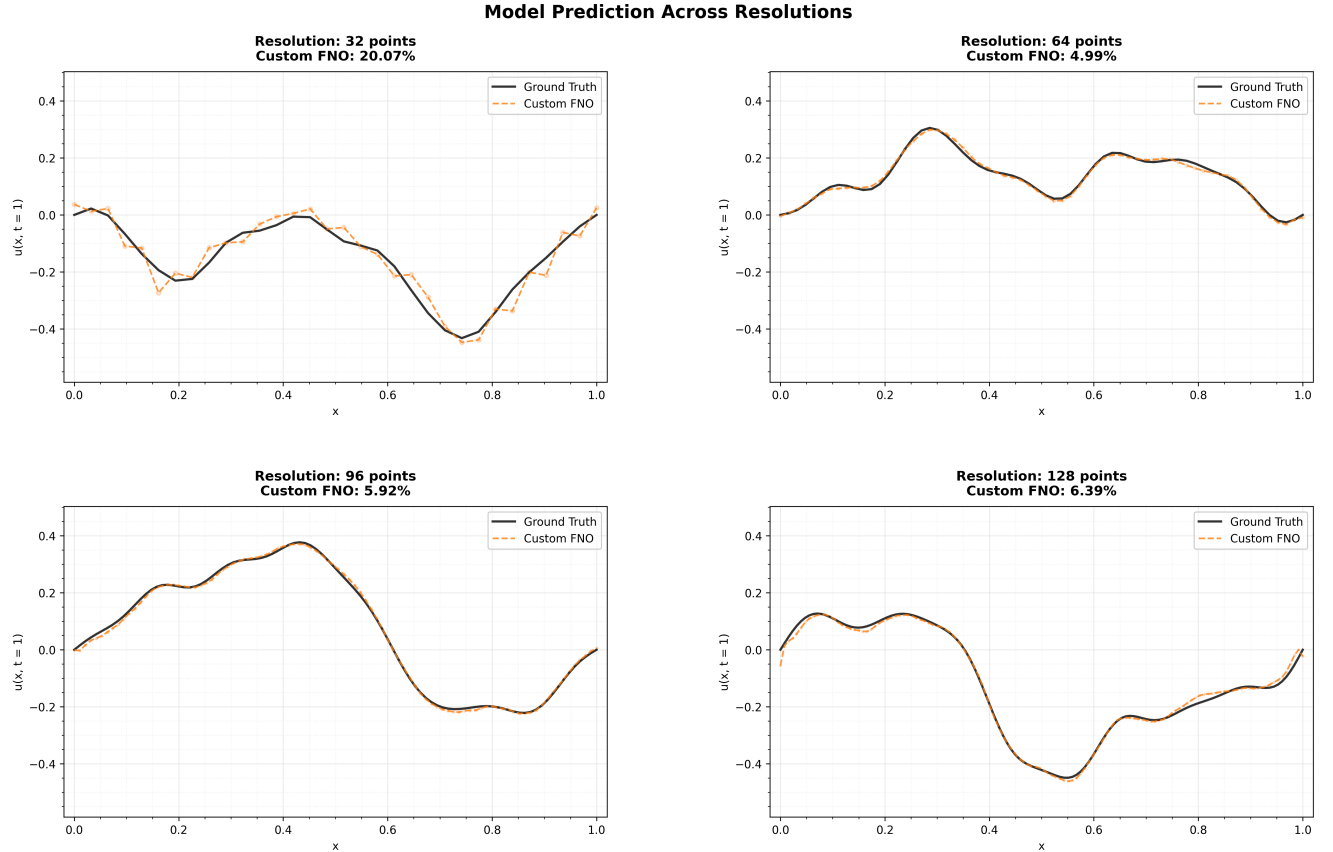 Model Prediction Across Resolutions
Resolution: 32 points
Custom FNO: 20.07%
Ground Truth
Custom FNO
u(x, t = 1)
0.4
0.2
0.0
−0.2
−0.4
0.0 0.2 0.4 0.6 0.8 1.0
x
Resolution: 64 points
Custom FNO: 4.99%
Ground Truth
Custom FNO
u(x, t = 1)
0.4
0.2
0.0
−0.2
−0.4
0.0 0.2 0.4 0.6 0.8 1.0
x
Resolution: 96 points
Custom FNO: 5.92%
Ground Truth
Custom FNO
u(x, t = 1)
0.4
0.2
0.0
−0.2
−0.4
0.0 0.2 0.4 0.6 0.8 1.0
x
Resolution: 128 points
Custom FNO: 6.39%
Ground Truth
Custom FNO
u(x, t = 1)
0.4
0.2
0.0
−0.2
−0.4
0.0 0.2 0.4 0.6 0.8 1.0
x